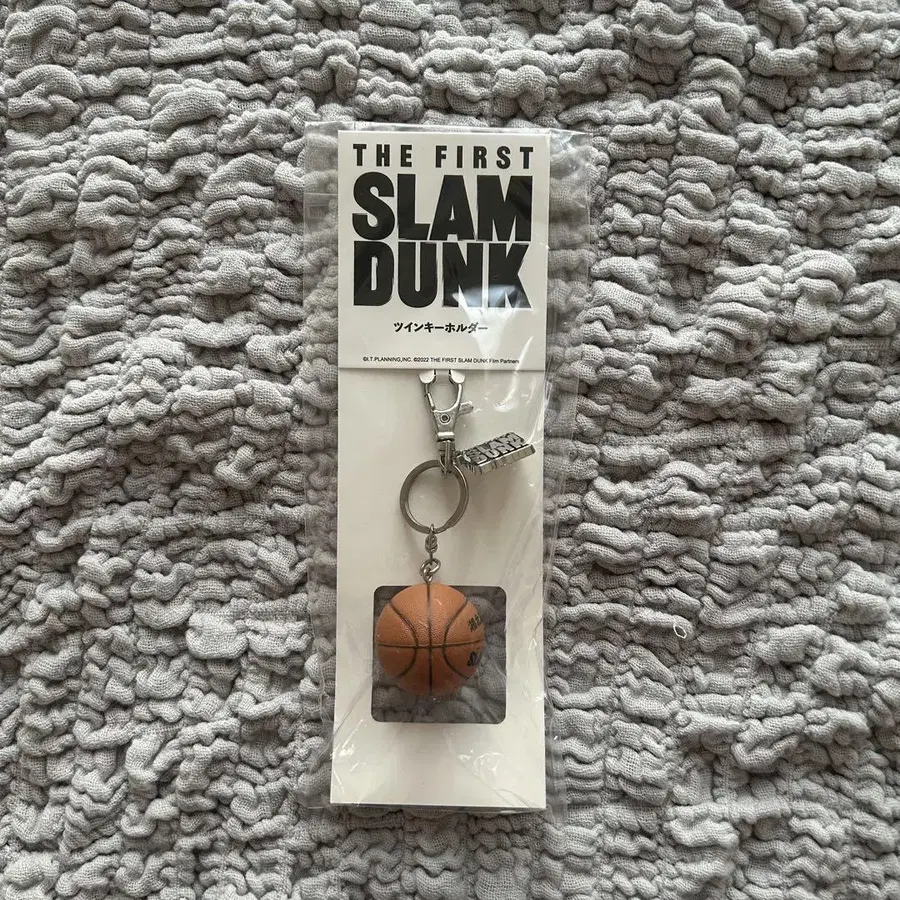 THE FIRST
SLAM
DUNK
ツインキーホルダー
©I.T.PLANNING,INC. ©2022 THE FIRST SLAM DUNK Film Partners